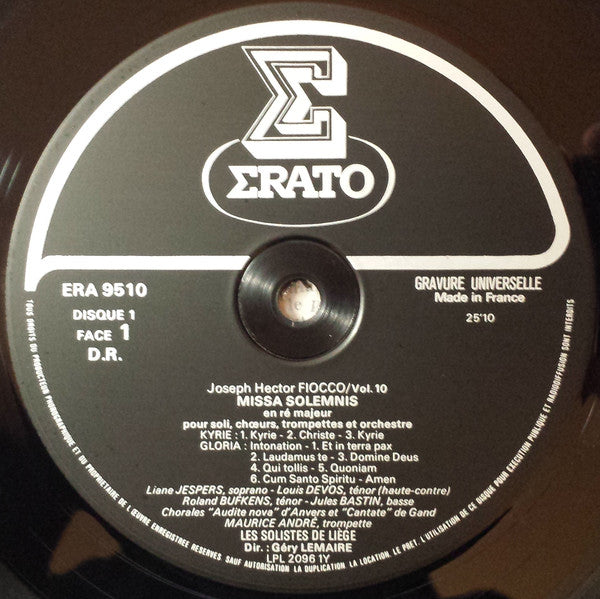 Σ
ΣRATO
ERA 9510
DISQUE 1
FACE 1
D.R.
GRAVURE UNIVERSELLE
Made in France
25'10
Joseph Hector FIOCCO/Vol. 10
MISSA SOLEMNIS
en ré majeur
pour soli, chœurs, trompettes et orchestre
KYRIE : 1. Kyrie - 2. Christe - 3. Kyrie
GLORIA : Intonation - 1. Et in terra pax
2. Laudamus te - 3. Domine Deus
4. Qui tollis - 5. Quoniam
6. Cum Santo Spiritu - Amen
Liane JESPERS, soprano - Louis DEVOS, ténor (haute-contre)
Roland BUFKENS, ténor - Jules BASTIN, basse
Chorales "Audite nova" d'Anvers et "Cantate" de Gand
MAURICE ANDRÉ, trompette
LES SOLISTES DE LIÈGE
Dir. : Géry LEMAIRE
LPL 2096 1Y
TOUS DROITS DU PRODUCTEUR PHONOGRAPHIQUE ET DU PROPRIETAIRE DE L'ŒUVRE ENREGISTREE RESERVES. SAUF AUTORISATION LA DUPLICATION, LA LOCATION, LE PRET, L'UTILISATION DE CE DISQUE POUR EXECUTION PUBLIQUE ET RADIODIFFUSION SONT INTERDITS